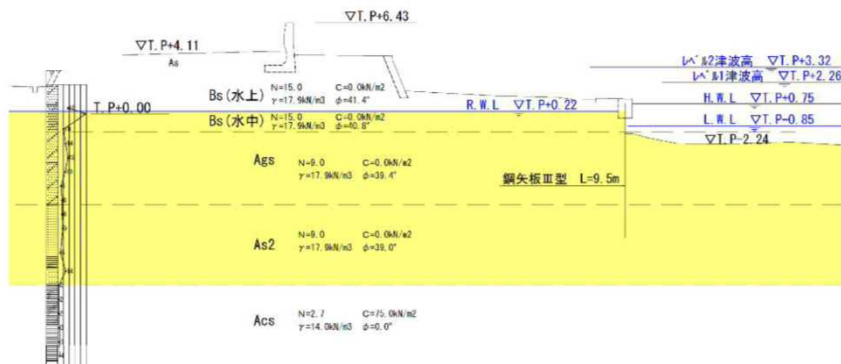 ▽T.P+6.43
▽T.P+4.11
As
レベル2津波高 ▽T.P+3.32
レベル1津波高 ▽T.P+2.26
Bs(水上) N=15.0 C=0.0kN/m2
γ=17.9kN/m3 φ=41.4°
R.W.L ▽T.P+0.22
H.W.L ▽T.P+0.75
T.P+0.00
Bs(水中) N=15.0 C=0.0kN/m2
γ=17.9kN/m3 φ=40.8°
L.W.L ▽T.P-0.85
▽T.P-2.24
Ags N=9.0 C=0.0kN/m2
γ=17.9kN/m3 φ=39.4°
鋼矢板Ⅲ型 L=9.5m
As2 N=9.0 C=0.0kN/m2
γ=17.9kN/m3 φ=39.0°
Acs N=2.7 C=75.0kN/m2
γ=14.0kN/m3 φ=0.0°